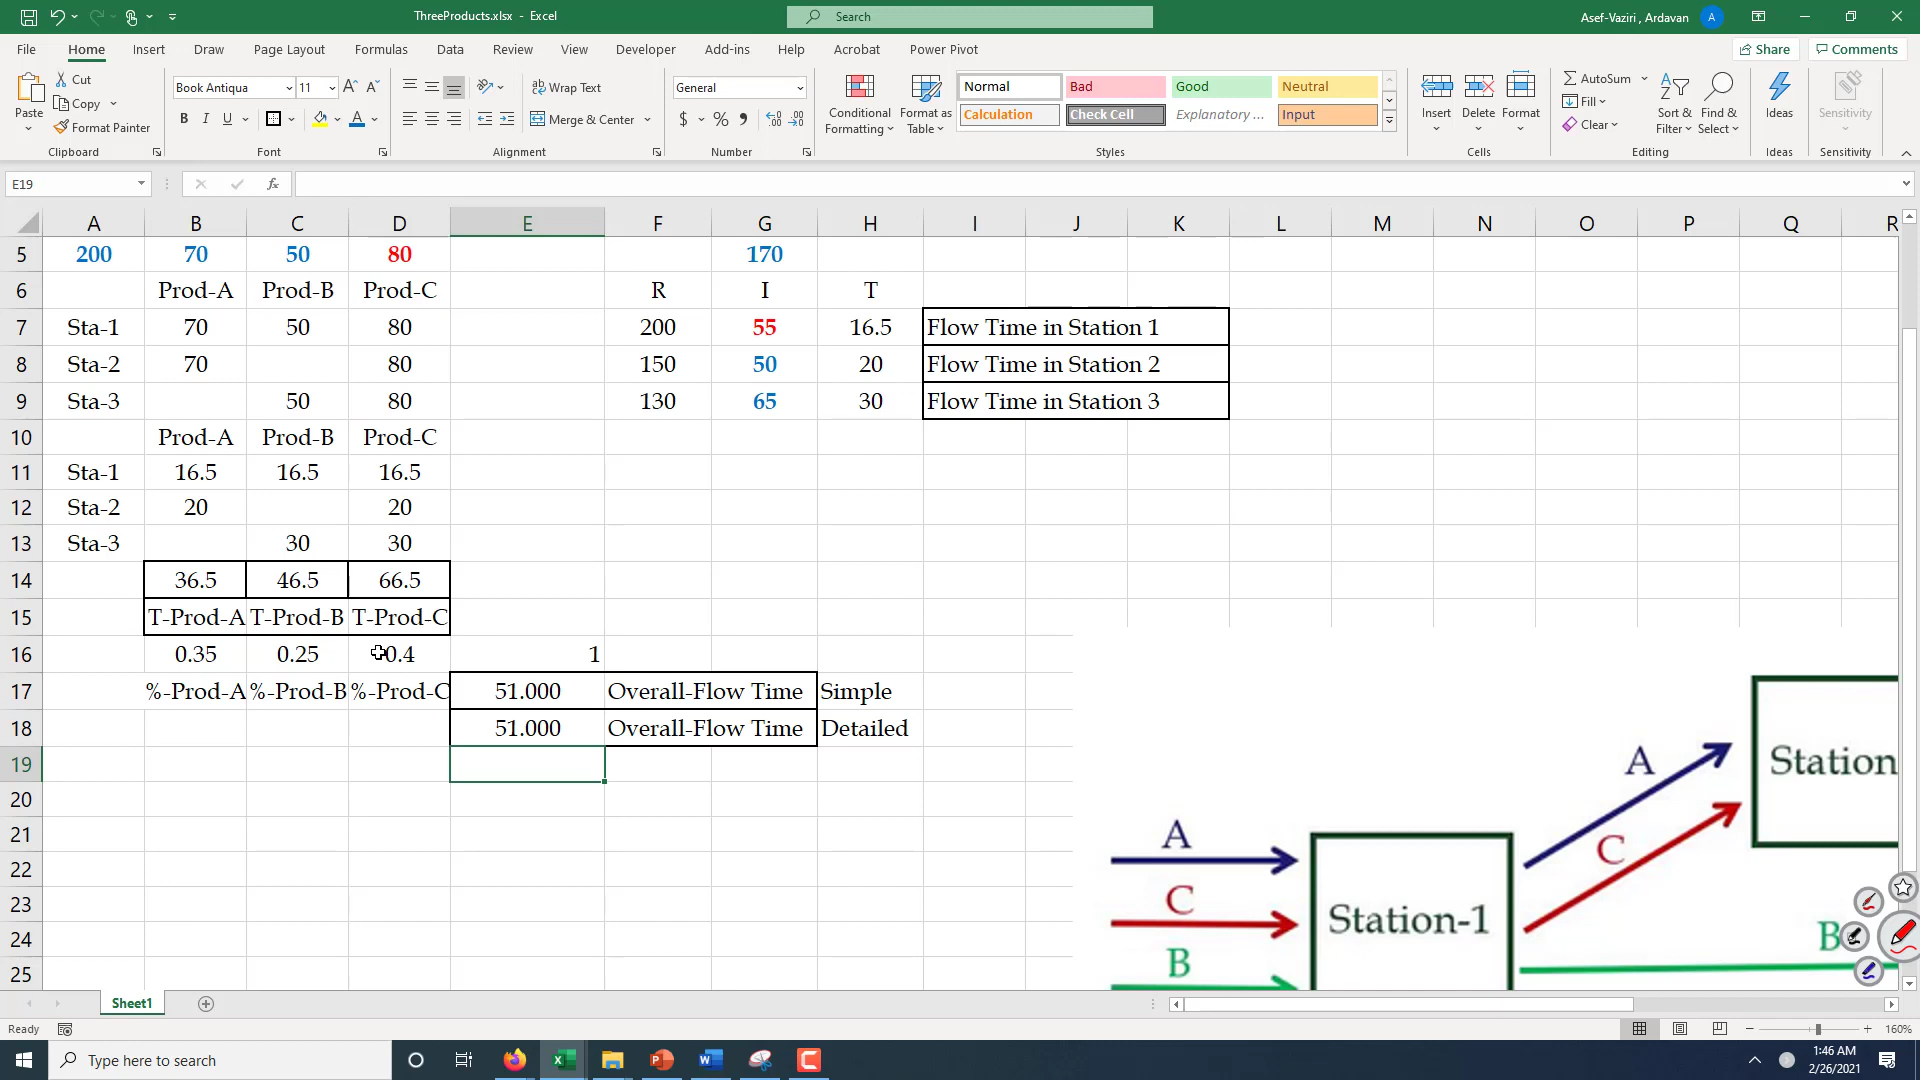 ThreeProducts.xlsx - Excel
Search
Asef-Vaziri , Ardavan
A
File Home Insert Draw Page Layout Formulas Data Review View Developer Add-ins Help Acrobat Power Pivot
Share
Comments
Paste
Cut
Copy
Format Painter
Clipboard
Book Antiqua 11
B I U
Font
Wrap Text
Merge & Center
Alignment
General
$ %
Number
Conditional Formatting
Format as Table
Normal Bad Good Neutral
Calculation Check Cell Explanatory ... Input
Styles
Insert Delete Format
Cells
AutoSum
Fill
Clear
Sort & Filter
Find & Select
Editing
Ideas
Ideas
Sensitivity
Sensitivity
E19
fx
A B C D E F G H I J K L M N O P Q R
5 200 70 50 80 170
6 Prod-A Prod-B Prod-C R I T
7 Sta-1 70 50 80 200 55 16.5 Flow Time in Station 1
8 Sta-2 70 80 150 50 20 Flow Time in Station 2
9 Sta-3 50 80 130 65 30 Flow Time in Station 3
10 Prod-A Prod-B Prod-C
11 Sta-1 16.5 16.5 16.5
12 Sta-2 20 20
13 Sta-3 30 30
14 36.5 46.5 66.5
15 T-Prod-A T-Prod-B T-Prod-C
16 0.35 0.25 0.4 1
17 %-Prod-A %-Prod-B %-Prod-C 51.000 Overall-Flow Time Simple
18 51.000 Overall-Flow Time Detailed
19
20
21
22
23
24
25
A
C
B
Station-1
A
C
B
Station
Sheet1
Ready
160%
Type here to search
1:46 AM
2/26/2021